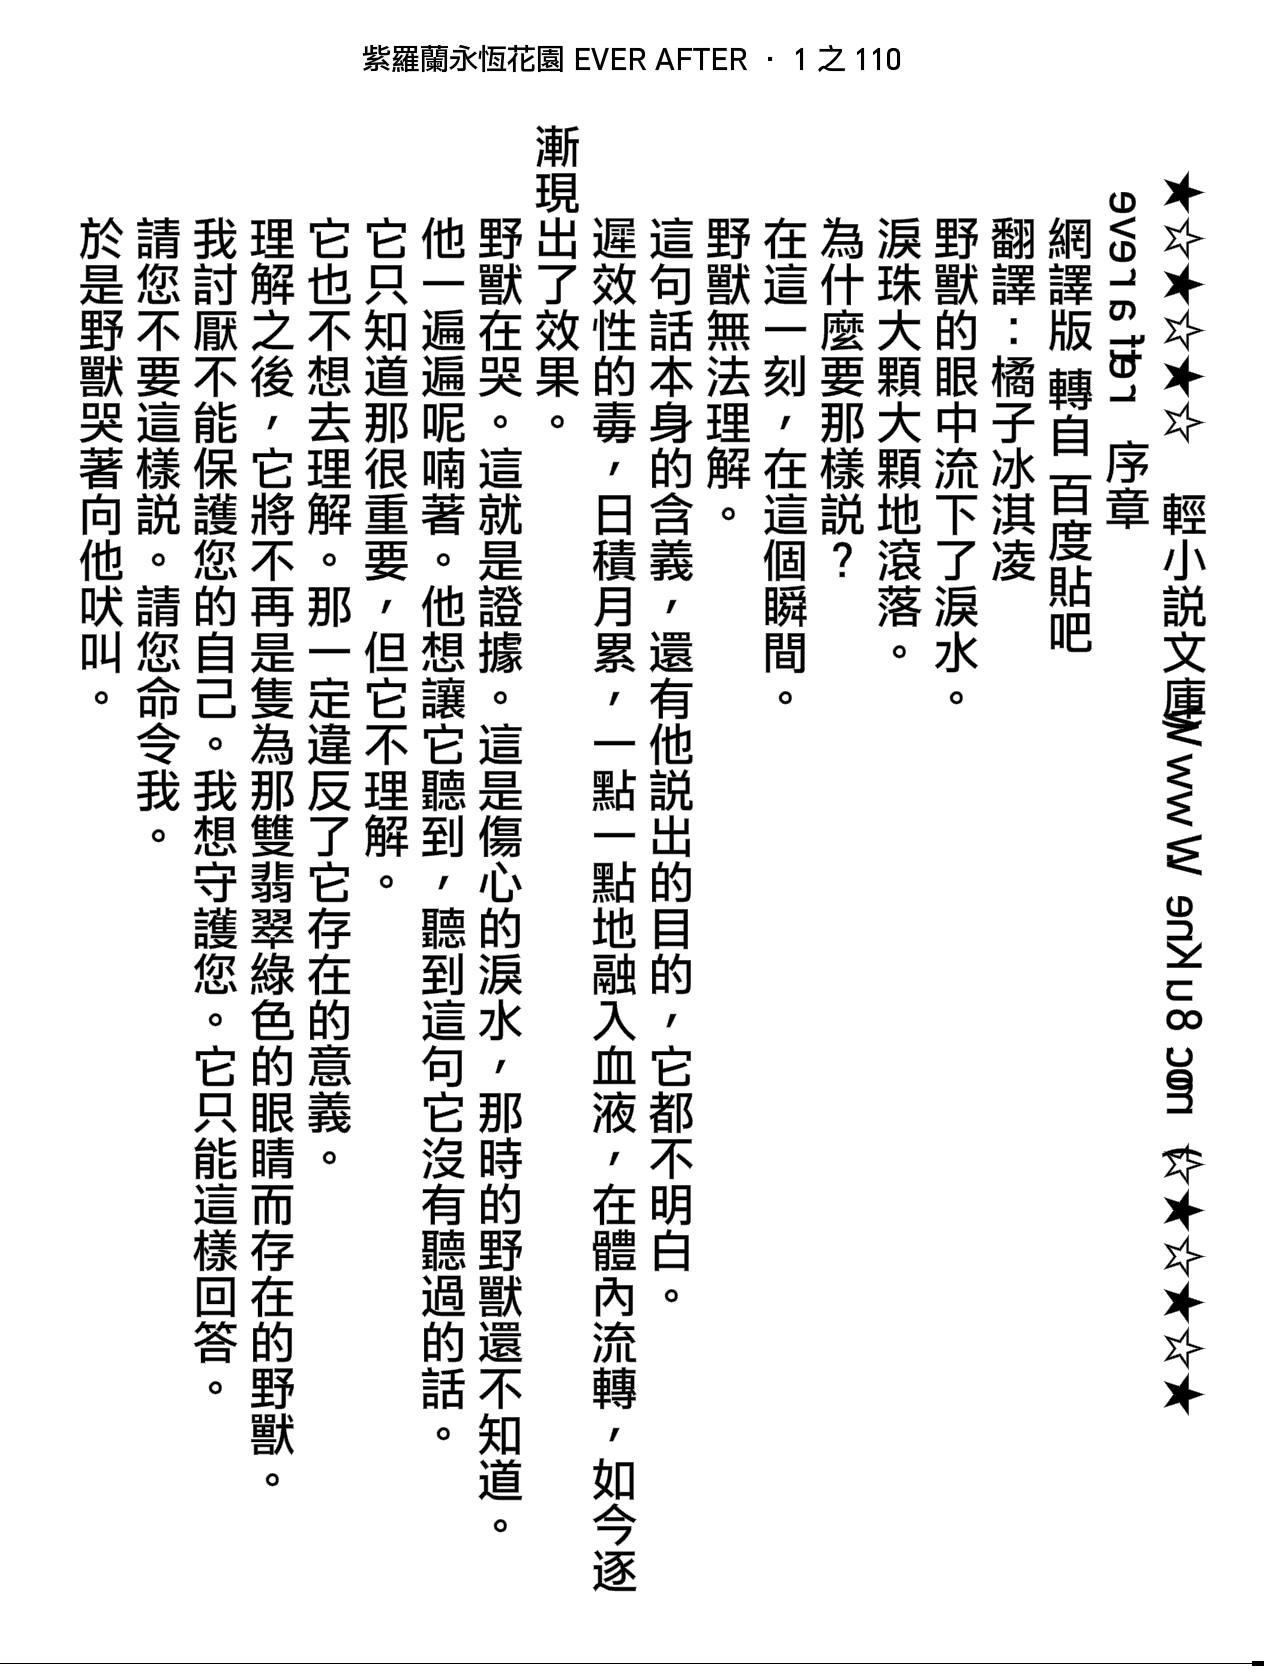 紫羅蘭永恆花園 EVER AFTER · 1 之 110
★☆★☆★☆ 輕小説文庫 WwwWenKu8com (☆★☆★☆★
ever after 序章
網譯版 轉自 百度貼吧
翻譯：橘子冰淇凌
野獸的眼中流下了淚水。
淚珠大顆大顆地滾落。
為什麼要那樣説？
在這一刻，在這個瞬間。
野獸無法理解。
這句話本身的含義，還有他説出的目的，它都不明白。
遲效性的毒，日積月累，一點一點地融入血液，在體內流轉，如今逐
漸現出了效果。
野獸在哭。這就是證據。這是傷心的淚水，那時的野獸還不知道。
他一遍遍呢喃著。他想讓它聽到，聽到這句它沒有聽過的話。
它只知道那很重要，但它不理解。
它也不想去理解。那一定違反了它存在的意義。
理解之後，它將不再是隻為那雙翡翠綠色的眼睛而存在的野獸。
我討厭不能保護您的自己。我想守護您。它只能這樣回答。
請您不要這樣説。請您命令我。
於是野獸哭著向他吠叫。